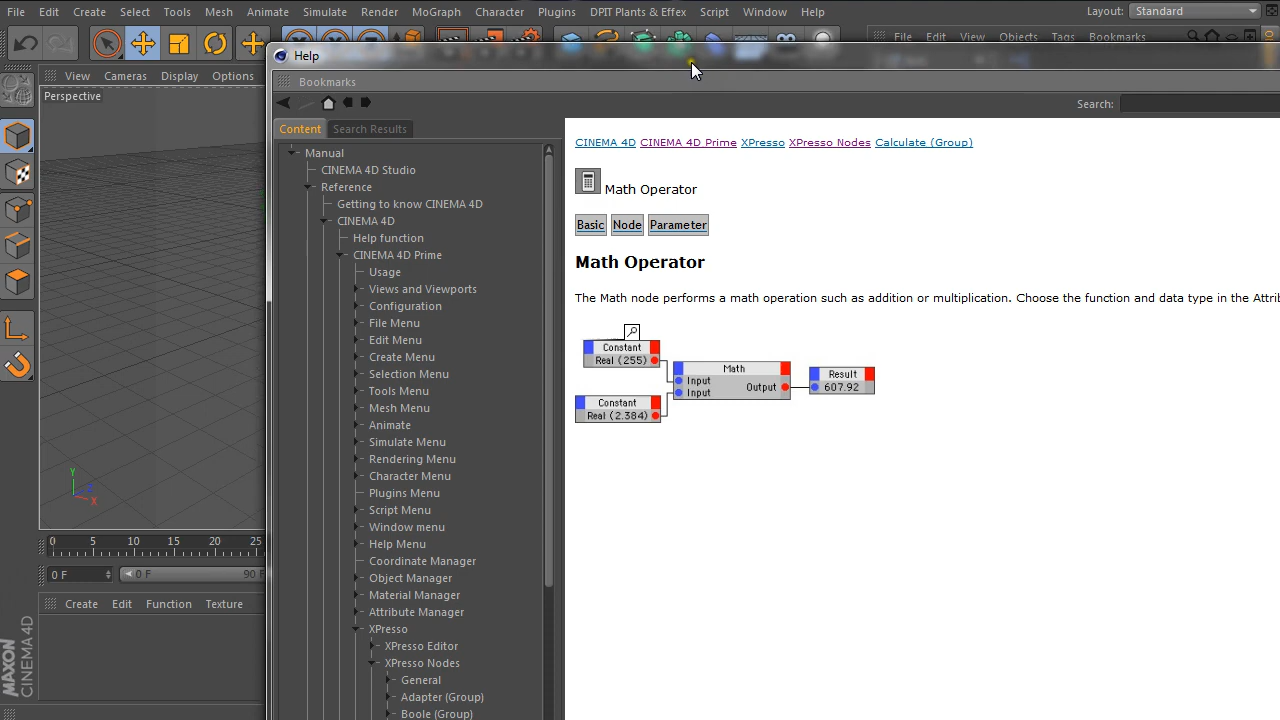 File Edit Create Select Tools Mesh Animate Simulate Render MoGraph Character Plugins DPIT Plants & Effex Script Window Help Layout: Standard
File Edit View Objects Tags Bookmarks
Help
View Cameras Display Options
Bookmarks
Perspective
Search:
Content Search Results
Manual
CINEMA 4D Studio
Reference
Getting to know CINEMA 4D
CINEMA 4D
Help function
CINEMA 4D Prime
Usage
Views and Viewports
Configuration
File Menu
Edit Menu
Create Menu
Selection Menu
Tools Menu
Mesh Menu
Animate
Simulate Menu
Rendering Menu
Character Menu
Plugins Menu
Script Menu
Window menu
Help Menu
Coordinate Manager
Object Manager
Material Manager
Attribute Manager
XPresso
XPresso Editor
XPresso Nodes
General
Adapter (Group)
Boole (Group)
CINEMA 4D CINEMA 4D Prime XPresso XPresso Nodes Calculate (Group)
Math Operator
Basic Node Parameter
Math Operator
The Math node performs a math operation such as addition or multiplication. Choose the function and data type in the Attri
Constant
Real (255)
Constant
Real (2.384)
Math
Input
Input
Output
Result
607.92
Y
Z
X
0 5 10 15 20 25
0 F 0 F 90 F
Create Edit Function Texture
MAXON
CINEMA 4D